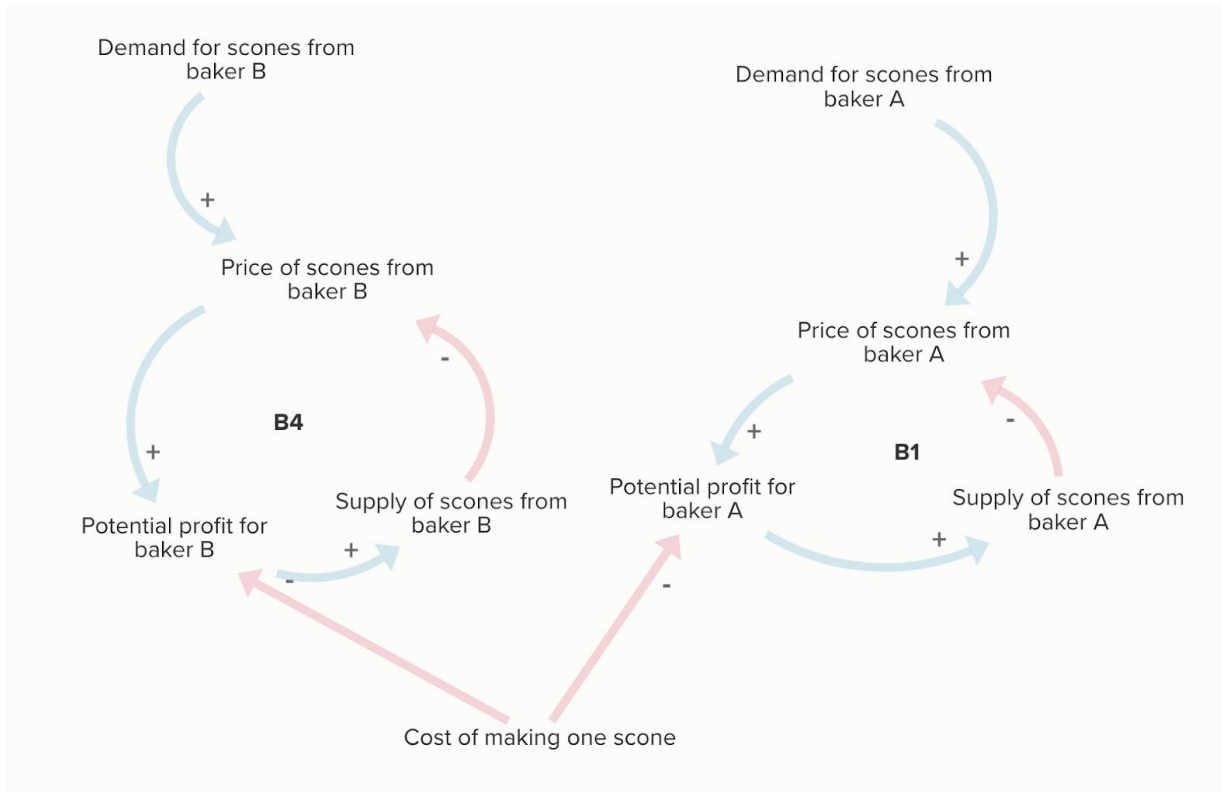 Demand for scones from
baker B
+
Price of scones from
baker B
-
B4
+
Potential profit for
baker B
+
-
Supply of scones from
baker B
Demand for scones from
baker A
+
Price of scones from
baker A
+
-
B1
Potential profit for
baker A
+
-
Supply of scones from
baker A
Cost of making one scone